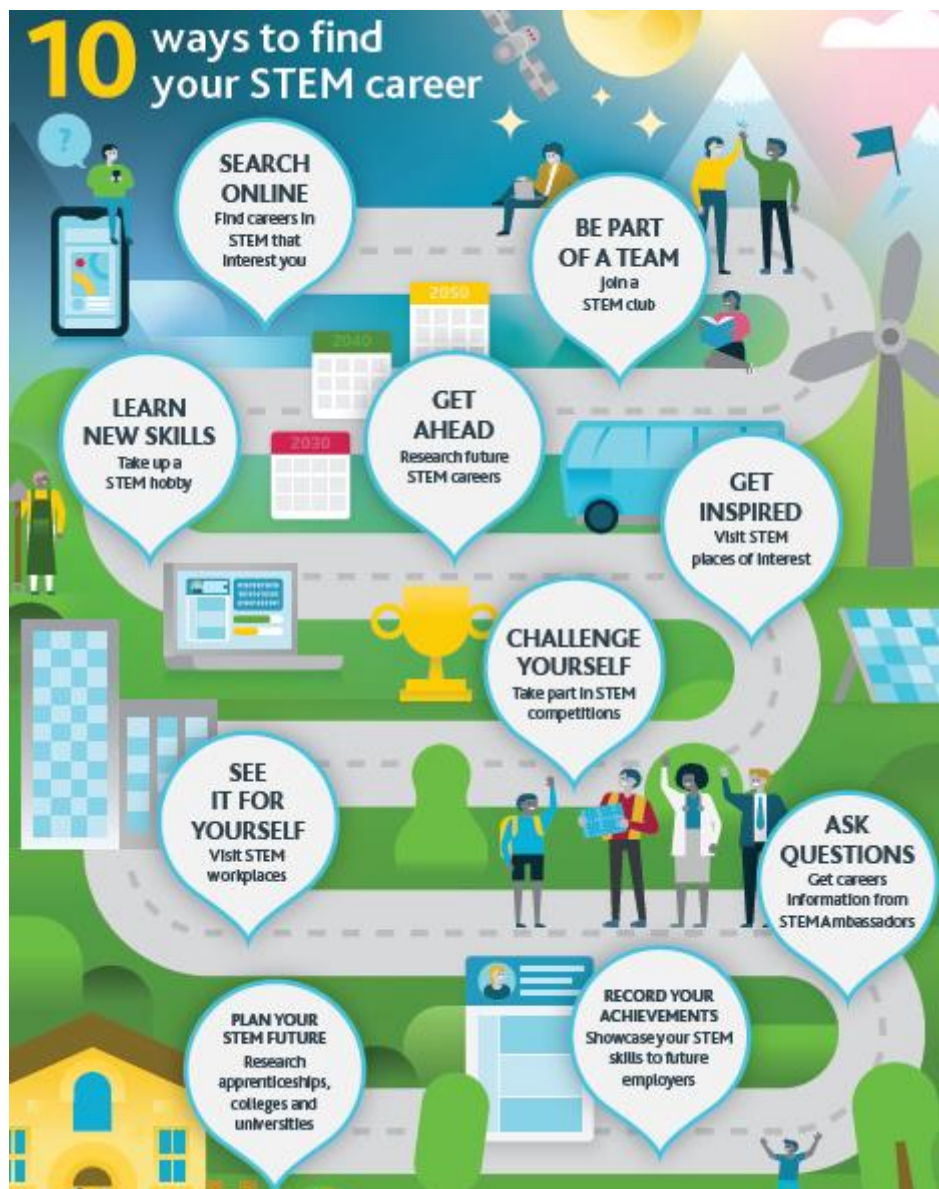 10 ways to find
your STEM career
?
SEARCH
ONLINE
Find careers in
STEM that
interest you
BE PART
OF A TEAM
Join a
STEM club
2050
2040
2030
GET
AHEAD
Research future
STEM careers
LEARN
NEW SKILLS
Take up a
STEM hobby
GET
INSPIRED
Visit STEM
places of interest
CHALLENGE
YOURSELF
Take part in STEM
competitions
SEE
IT FOR
YOURSELF
Visit STEM
workplaces
ASK
QUESTIONS
Get careers
information from
STEM Ambassadors
RECORD YOUR
ACHIEVEMENTS
Showcase your STEM
skills to future
employers
PLAN YOUR
STEM FUTURE
Research
apprenticeships,
colleges and
universities